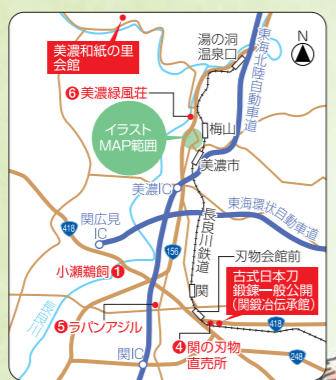 美濃和紙の里
会館
湯の洞
温泉口
東海北陸自動車道
N
❻美濃緑風荘
イラスト
MAP範囲
梅山
美濃市
美濃IC
東海環状自動車道
関広見
IC
418
156
長良川鉄道
小瀬鵜飼❶
刃物会館前
古式日本刀
鍛錬一般公開
(関鍛冶伝承館)
関
418
長良川
❺ラバンアジル
❹関の刃物
直売所
関IC
248